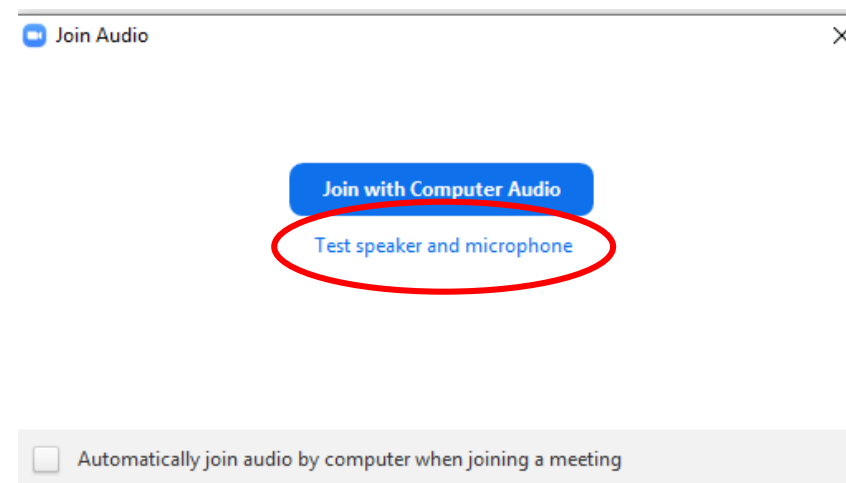 Join Audio
Join with Computer Audio
Test speaker and microphone
Automatically join audio by computer when joining a meeting